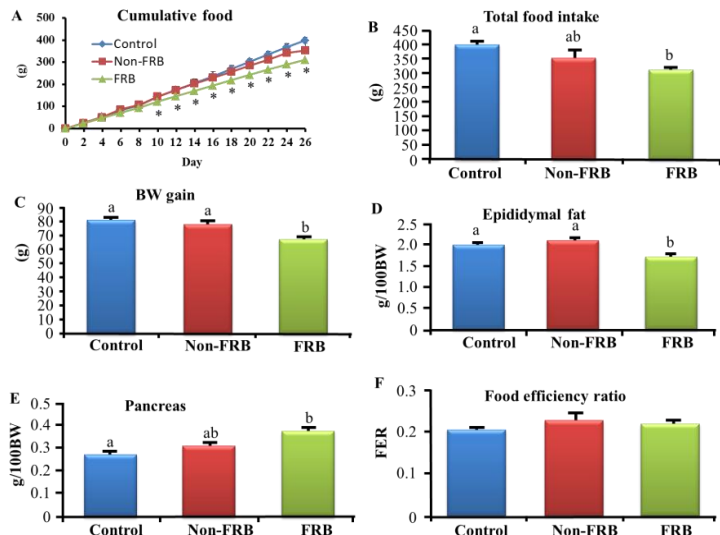 A
Cumulative food
500
400
300
200
100
0
(g)
Control
Non-FRB
FRB
* * * * * * * * *
0 2 4 6 8 10 12 14 16 18 20 22 24 26
Day
B
Total food intake
450
400
350
300
250
200
150
100
50
0
(g)
a
ab
b
Control Non-FRB FRB
C
BW gain
90
80
70
60
50
40
30
20
10
0
(g)
a
a
b
Control Non-FRB FRB
D
Epididymal fat
2.5
2.0
1.5
1.0
0.5
0
g/100BW
a
a
b
Control Non-FRB FRB
E
Pancreas
0.5
0.4
0.3
0.2
0.1
0
g/100BW
a
ab
b
Control Non-FRB FRB
F
Food efficiency ratio
0.3
0.2
0.1
0
FER
Control Non-FRB FRB